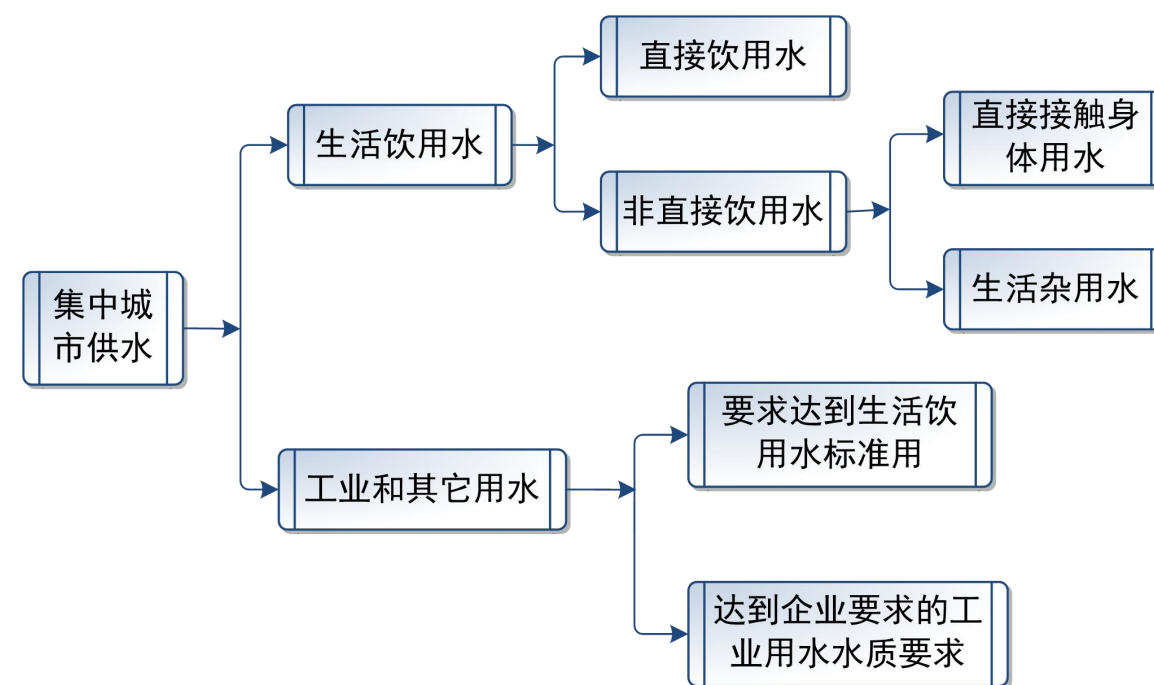 直接饮用水
直接接触身
体用水
生活饮用水
非直接饮用水
生活杂用水
集中城
市供水
要求达到生活饮
用水标准用
工业和其它用水
达到企业要求的工
业用水水质要求